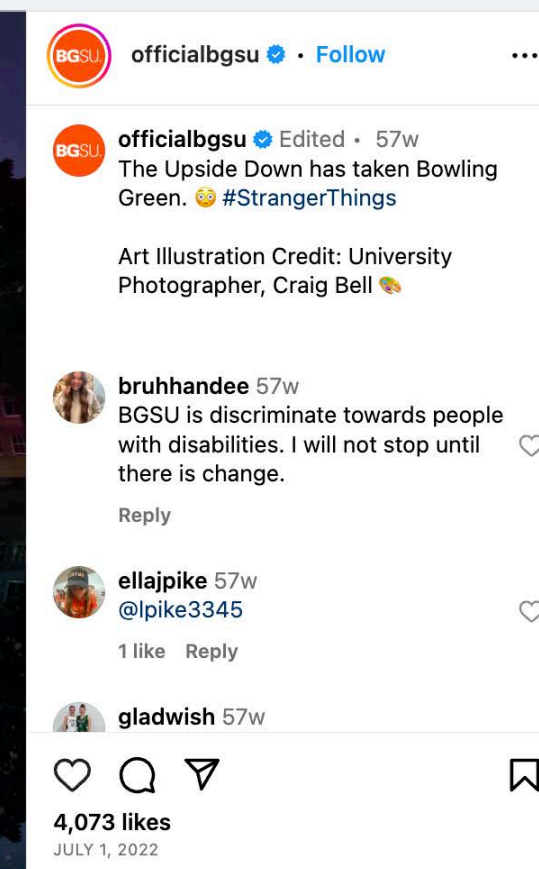 BGSU.
officialbgsu • Follow
BGSU.
officialbgsu Edited • 57w
The Upside Down has taken Bowling
Green. 😳 #StrangerThings
Art Illustration Credit: University
Photographer, Craig Bell 🎨
bruhhandee 57w
BGSU is discriminate towards people
with disabilities. I will not stop until
there is change.
Reply
ellajpike 57w
@lpike3345
1 like Reply
gladwish 57w
4,073 likes
JULY 1, 2022